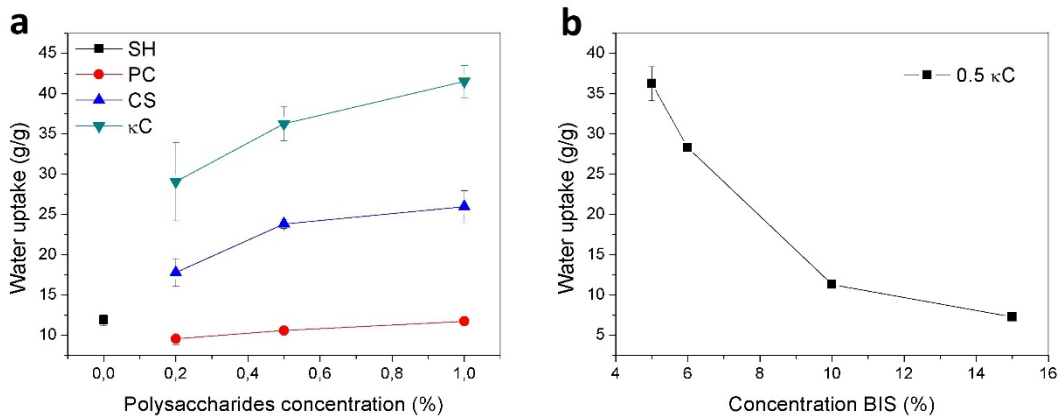 a
SH
PC
CS
κC
45
40
35
30
25
20
15
10
Water uptake (g/g)
0,0 0,2 0,4 0,6 0,8 1,0
Polysaccharides concentration (%)
b
0.5 κC
40
35
30
25
20
15
10
5
Water uptake (g/g)
4 6 8 10 12 14 16
Concentration BIS (%)